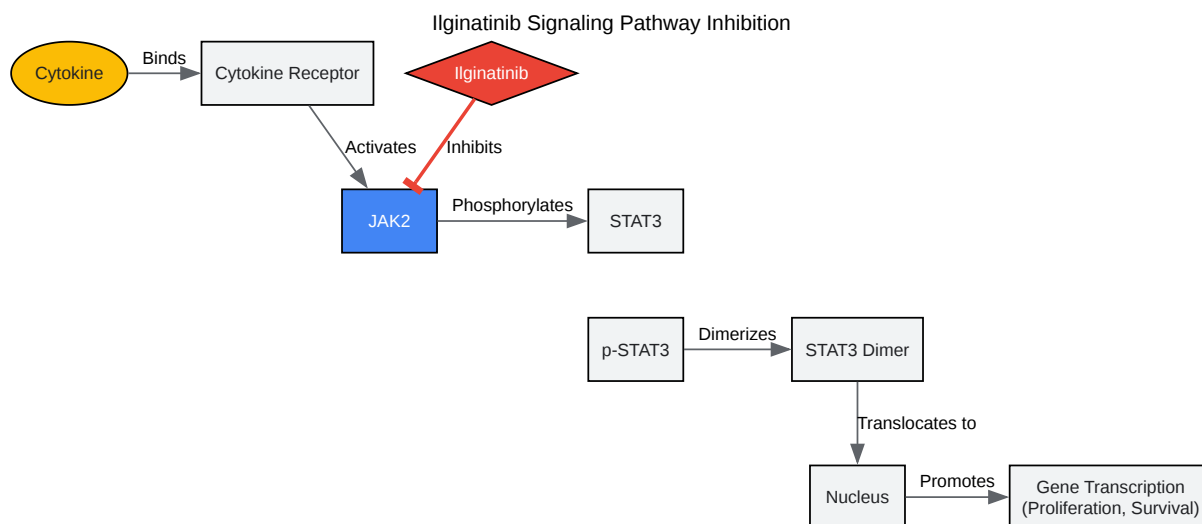 Ilginatinib Signaling Pathway Inhibition
Cytokine
Binds
Cytokine Receptor
Ilginatinib
Activates
Inhibits
JAK2
Phosphorylates
STAT3
p-STAT3
Dimerizes
STAT3 Dimer
Translocates to
Nucleus
Promotes
Gene Transcription
(Proliferation, Survival)